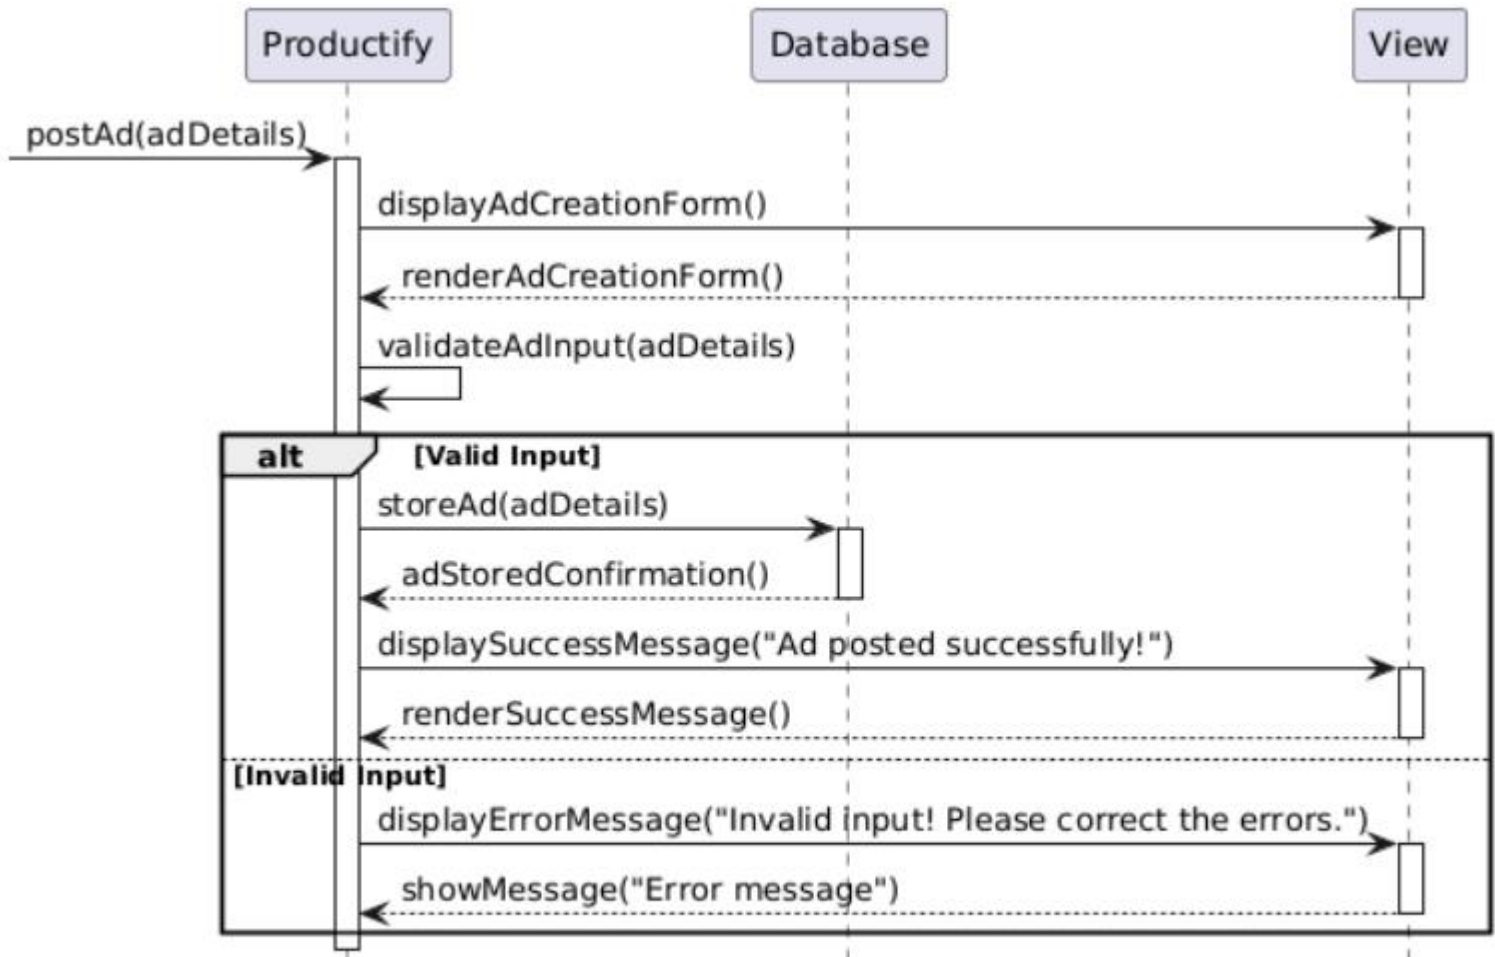 Productify
Database
View
postAd(adDetails)
displayAdCreationForm()
renderAdCreationForm()
validateAdInput(adDetails)
alt
[Valid Input]
storeAd(adDetails)
adStoredConfirmation()
displaySuccessMessage("Ad posted successfully!")
renderSuccessMessage()
[Invalid Input]
displayErrorMessage("Invalid input! Please correct the errors.")
showMessage("Error message")